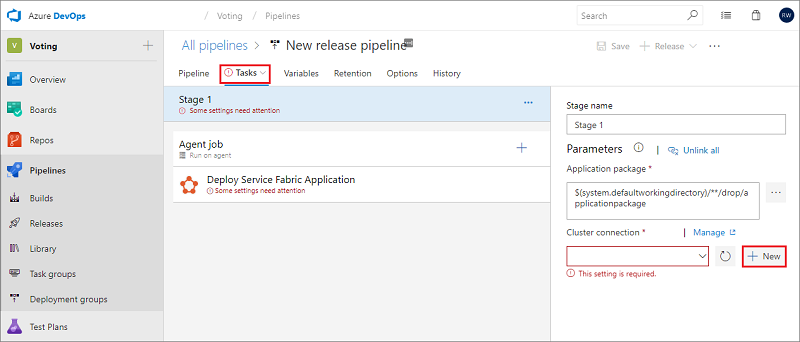 Azure DevOps
/ Voting / Pipelines
Search
RW
V Voting
Overview
Boards
Repos
Pipelines
Builds
Releases
Library
Task groups
Deployment groups
Test Plans
All pipelines > New release pipeline
Save
Release
Pipeline
Tasks
Variables
Retention
Options
History
Stage 1
Some settings need attention
Agent job
Run on agent
Deploy Service Fabric Application
Some settings need attention
Stage name
Stage 1
Parameters
Unlink all
Application package *
$(system.defaultworkingdirectory)/**/drop/a
pplicationpackage
Cluster connection *
Manage
New
This setting is required.